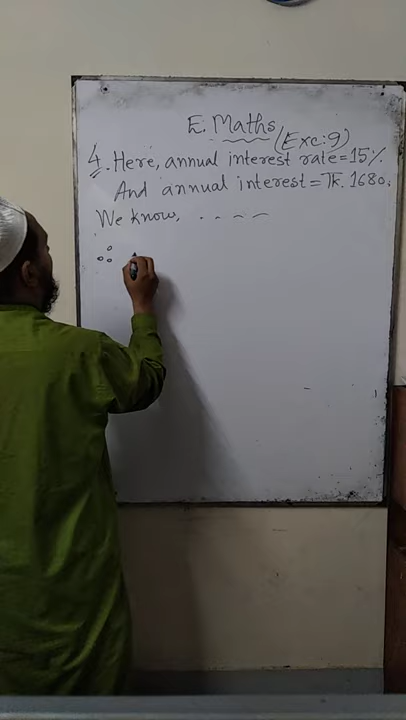 E. Maths
(Exc: 9)
4. Here, annual interest rate = 15%.
And annual interest = Tk. 1680.
We know, . . . .
∴